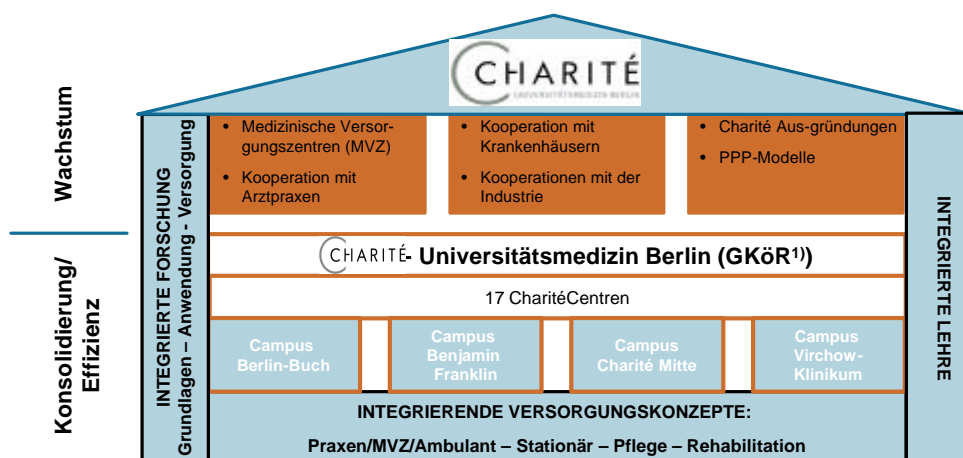 CHARITÉ
UNIVERSITÄTSMEDIZIN BERLIN
Wachstum
Konsolidierung/
Effizienz
INTEGRIERTE FORSCHUNG
Grundlagen – Anwendung - Versorgung
• Medizinische Versor-
gungszentren (MVZ)
• Kooperation mit
Arztpraxen
• Kooperation mit
Krankenhäusern
• Kooperationen mit der
Industrie
• Charité Aus-gründungen
• PPP-Modelle
INTEGRIERTE LEHRE
CHARITÉ- Universitätsmedizin Berlin (GKöR¹⁾)
17 CharitéCentren
Campus
Berlin-Buch
Campus
Benjamin
Franklin
Campus
Charité Mitte
Campus
Virchow-
Klinikum
INTEGRIERENDE VERSORGUNGSKONZEPTE:
Praxen/MVZ/Ambulant – Stationär – Pflege – Rehabilitation